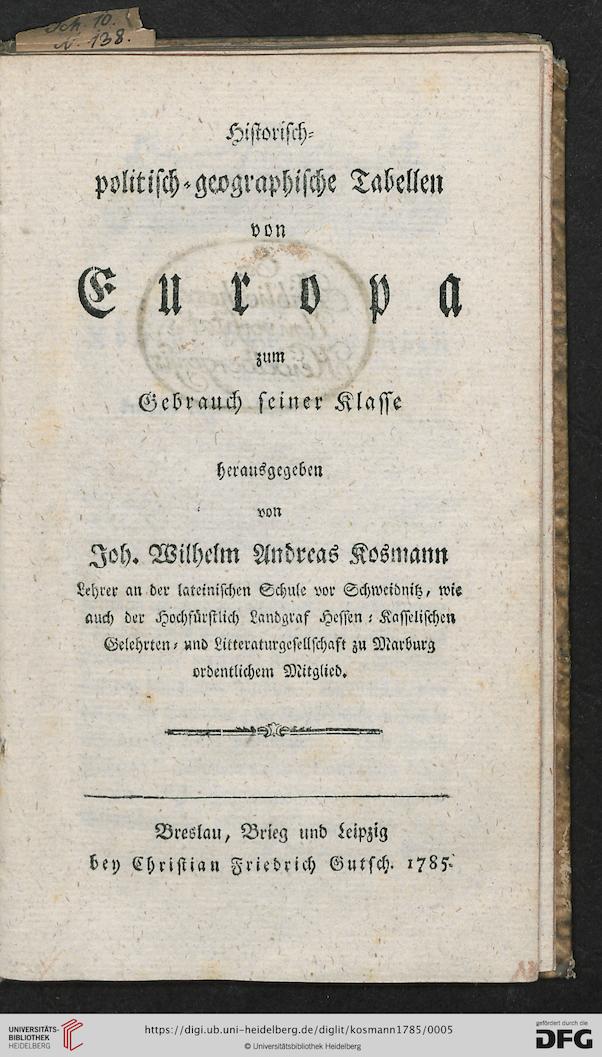 Sch. 10.
N. 138.
Historisch-
politisch-geographische Tabellen
von
Europa
zum
Gebrauch seiner Klasse
herausgegeben
von
Joh. Wilhelm Andreas Kosmann
Lehrer an der lateinischen Schule vor Schweidnitz, wie
auch der Hochfürstlich Landgraf Hessen-Kasselischen
Gelehrten- und Litteraturgesellschaft zu Marburg
ordentlichem Mitglied.
Breslau, Brieg und Leipzig
bey Christian Friedrich Gutsch. 1785.
UNIVERSITÄTS-
BIBLIOTHEK
HEIDELBERG
https://digi.ub.uni-heidelberg.de/diglit/kosmann1785/0005
© Universitätsbibliothek Heidelberg
gefördert durch die
DFG